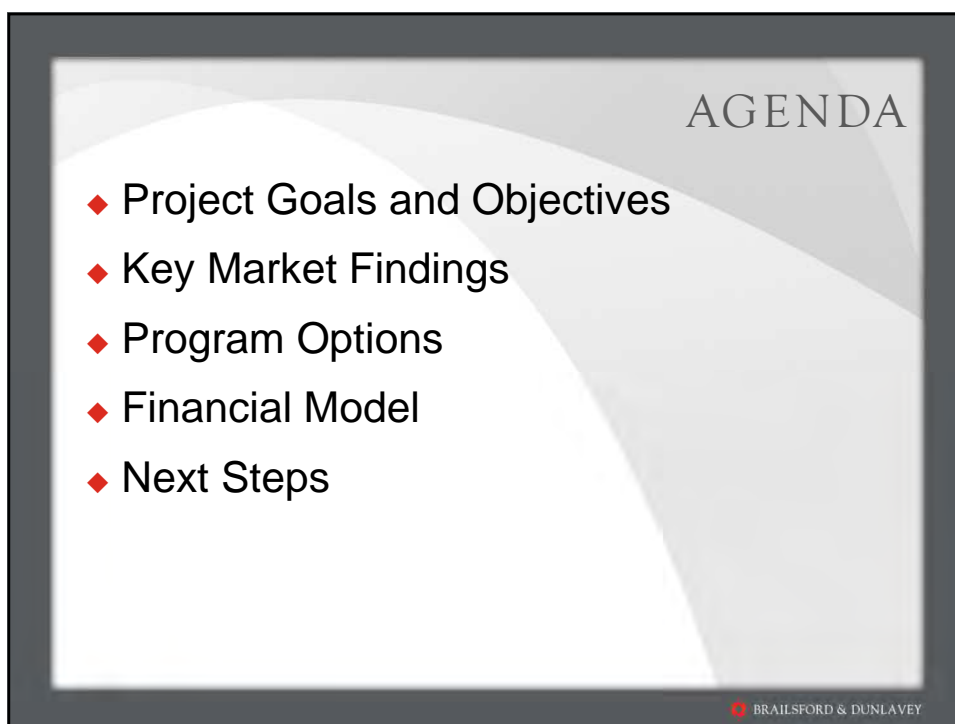 AGENDA
◆ Project Goals and Objectives
◆ Key Market Findings
◆ Program Options
◆ Financial Model
◆ Next Steps
BRAILSFORD & DUNLAVEY